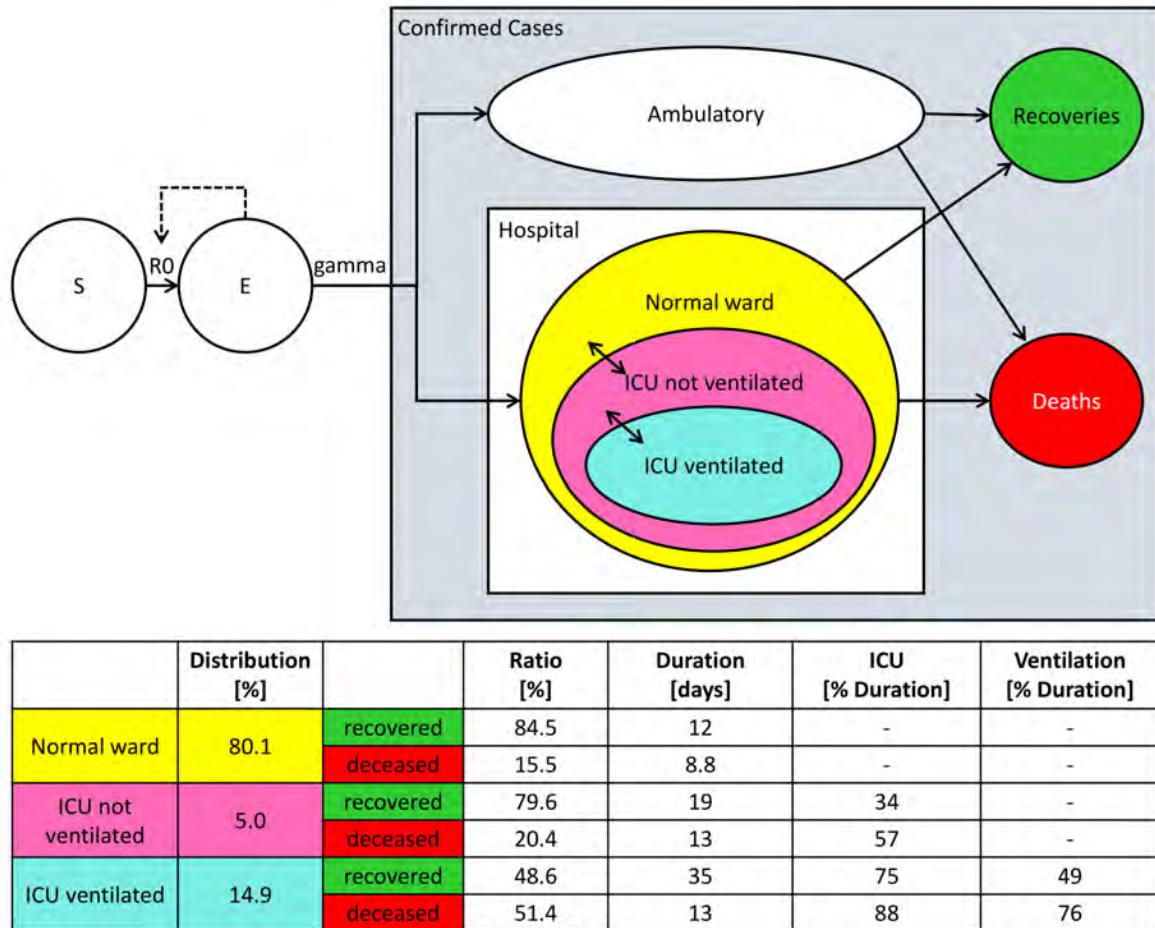 Confirmed Cases
Ambulatory
Recoveries
Hospital
R0
gamma
S
E
Normal ward
ICU not ventilated
Deaths
ICU ventilated
Distribution [%] Ratio [%] Duration [days] ICU [% Duration] Ventilation [% Duration]
Normal ward 80.1 recovered 84.5 12 - -
deceased 15.5 8.8 - -
ICU not ventilated 5.0 recovered 79.6 19 34 -
deceased 20.4 13 57 -
ICU ventilated 14.9 recovered 48.6 35 75 49
deceased 51.4 13 88 76